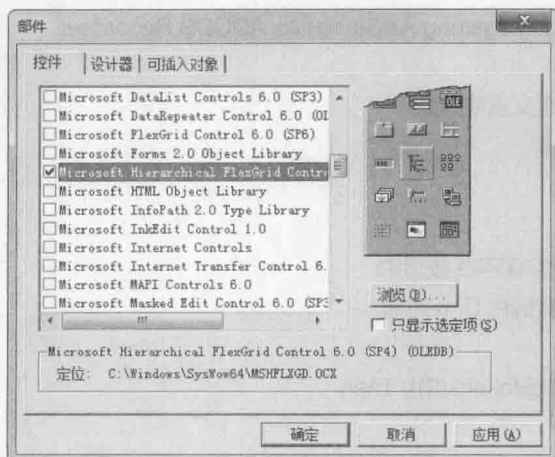 部件
控件 设计器 可插入对象
Microsoft DataList Controls 6.0 (SP3)
Microsoft DataRepeater Control 6.0 (OL
Microsoft FlexGrid Control 6.0 (SP6)
Microsoft Forms 2.0 Object Library
Microsoft Hierarchical FlexGrid Contr
Microsoft HTML Object Library
Microsoft InfoPath 2.0 Type Library
Microsoft InkEdit Control 1.0
Microsoft Internet Controls
Microsoft Internet Transfer Control 6.
Microsoft MAPI Controls 6.0
Microsoft Masked Edit Control 6.0 (SP3
OLE
浏览(B)...
只显示选定项(S)
Microsoft Hierarchical FlexGrid Control 6.0 (SP4) (OLEDB)
定位: C:\Windows\SysWow64\MSHFLXGD.OCX
确定 取消 应用(A)